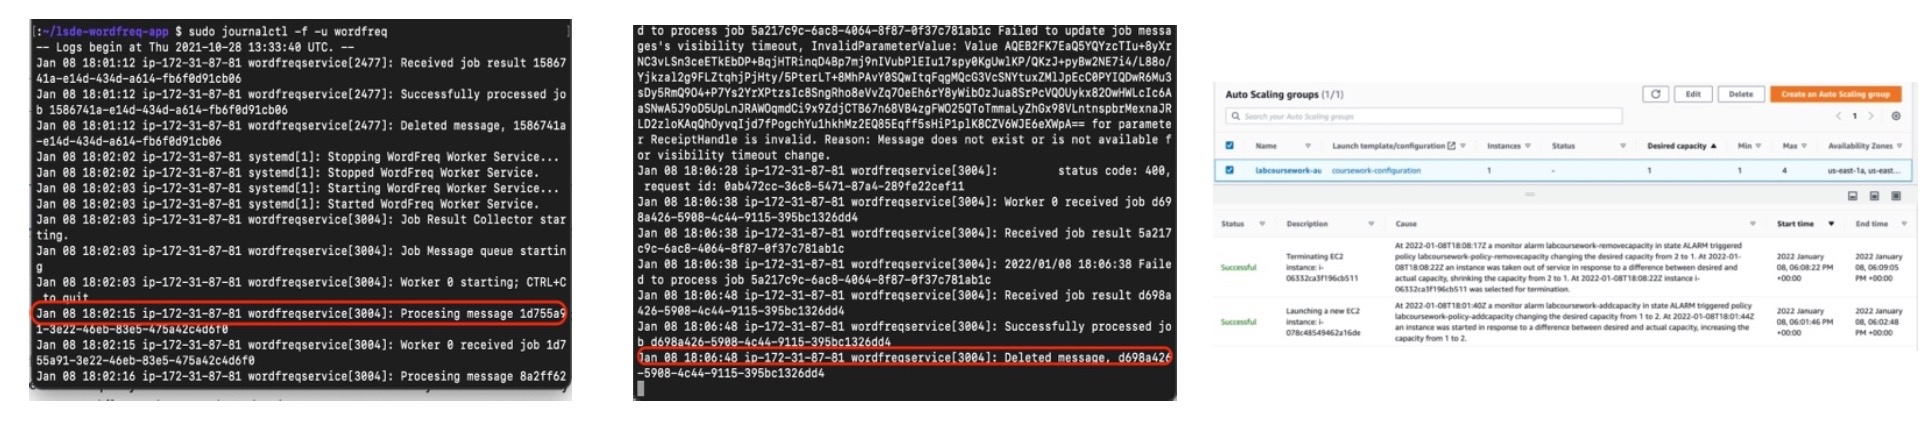 [:~/lsde-wordfreq-app $ sudo journalctl -f -u wordfreq
-- Logs begin at Thu 2021-10-28 13:33:40 UTC. --
Jan 08 18:01:12 ip-172-31-87-81 wordfreqservice[2477]: Received job result 15867
41a-e14d-434d-a614-fb6f0d91cb06
Jan 08 18:01:12 ip-172-31-87-81 wordfreqservice[2477]: Successfully processed jo
b 1586741a-e14d-434d-a614-fb6f0d91cb06
Jan 08 18:01:12 ip-172-31-87-81 wordfreqservice[2477]: Deleted message, 1586741a
-e14d-434d-a614-fb6f0d91cb06
Jan 08 18:02:02 ip-172-31-87-81 systemd[1]: Stopping WordFreq Worker Service...
Jan 08 18:02:02 ip-172-31-87-81 systemd[1]: Stopped WordFreq Worker Service.
Jan 08 18:02:03 ip-172-31-87-81 systemd[1]: Starting WordFreq Worker Service...
Jan 08 18:02:03 ip-172-31-87-81 systemd[1]: Started WordFreq Worker Service.
Jan 08 18:02:03 ip-172-31-87-81 wordfreqservice[3004]: Job Result Collector star
ting.
Jan 08 18:02:03 ip-172-31-87-81 wordfreqservice[3004]: Job Message queue startin
g
Jan 08 18:02:03 ip-172-31-87-81 wordfreqservice[3004]: Worker 0 starting; CTRL+C
to quit
Jan 08 18:02:15 ip-172-31-87-81 wordfreqservice[3004]: Procesing message 1d755a9
1-3e22-46eb-83e5-475a42c4d6f0
Jan 08 18:02:15 ip-172-31-87-81 wordfreqservice[3004]: Worker 0 received job 1d7
55a91-3e22-46eb-83e5-475a42c4d6f0
Jan 08 18:02:16 ip-172-31-87-81 wordfreqservice[3004]: Procesing message 8a2ff62
d to process job 5a217c9c-6ac8-4064-8f87-0f37c781ab1c Failed to update job messa
ges's visibility timeout, InvalidParameterValue: Value AQEB2FK7EaQ5YQYzcTIu+8yXr
NC3vLSn3ceETkEbDP+BqjHTRinqD4Bp7mj9nIVubPlEIu17spy0KgUwlKP/QKzJ+pyBw2NE7i4/L88o/
Yjkzal2g9FLZtqhjPjHty/5PterLT+8MhPAvY0SQwItqFqgMQcG3VcSNYtuxZMlJpEcC0PYIQDwR6Mu3
sDy5RmQ9O4+P7Ys2YrXPtzsIc8SngRho8eVvZq7OeEh6rY8yWibOzJua8SrPcVQOUykx82OwHWLcIc6A
aSNwA5J9oD5UpLnJRAWOqmdCi9x9ZdjCTB67n68VB4zgFWO25QToTmmaLyZhGx98VLntnspbrMexnaJR
LD2zloKAqQhOyvqIjd7fPogchYu1hkhMz2EQ85Eqff5sHiP1plK8CZV6WJE6eXWpA== for paramete
r ReceiptHandle is invalid. Reason: Message does not exist or is not available f
or visibility timeout change.
Jan 08 18:06:28 ip-172-31-87-81 wordfreqservice[3004]: status code: 400,
request id: 0ab472cc-36c8-5471-87a4-289fe22cef11
Jan 08 18:06:38 ip-172-31-87-81 wordfreqservice[3004]: Worker 0 received job d69
8a426-5908-4c44-9115-395bc1326dd4
Jan 08 18:06:38 ip-172-31-87-81 wordfreqservice[3004]: Received job result 5a217
c9c-6ac8-4064-8f87-0f37c781ab1c
Jan 08 18:06:38 ip-172-31-87-81 wordfreqservice[3004]: 2022/01/08 18:06:38 Faile
d to process job 5a217c9c-6ac8-4064-8f87-0f37c781ab1c
Jan 08 18:06:48 ip-172-31-87-81 wordfreqservice[3004]: Received job result d698a
426-5908-4c44-9115-395bc1326dd4
Jan 08 18:06:48 ip-172-31-87-81 wordfreqservice[3004]: Successfully processed jo
b d698a426-5908-4c44-9115-395bc1326dd4
Jan 08 18:06:48 ip-172-31-87-81 wordfreqservice[3004]: Deleted message, d698a426
-5908-4c44-9115-395bc1326dd4
Auto Scaling groups (1/1)
Edit Delete Create an Auto Scaling group
Search your Auto Scaling groups
1
Name Launch template/configuration Instances Status Desired capacity Min Max Availability Zones
labcoursework-au coursework-configuration 1 - 1 1 4 us-east-1a, us-east...
Status Description Cause Start time End time
Successful
Terminating EC2
instance: i-
06332ca3f196cb511
At 2022-01-08T18:08:17Z a monitor alarm labcoursework-removecapacity in state ALARM triggered
policy labcoursework-policy-removecapacity changing the desired capacity from 2 to 1. At 2022-01-
08T18:08:22Z an instance was taken out of service in response to a difference between desired and
actual capacity, shrinking the capacity from 2 to 1. At 2022-01-08T18:08:22Z instance i-
06332ca3f196cb511 was selected for termination.
2022 January
08, 06:08:22 PM
+00:00
2022 January
08, 06:09:05
PM +00:00
Successful
Launching a new EC2
instance: i-
078c48549462a16de
At 2022-01-08T18:01:40Z a monitor alarm labcoursework-addcapacity in state ALARM triggered policy
labcoursework-policy-addcapacity changing the desired capacity from 1 to 2. At 2022-01-08T18:01:44Z
an instance was started in response to a difference between desired and actual capacity, increasing the
capacity from 1 to 2.
2022 January
08, 06:01:46 PM
+00:00
2022 January
08, 06:02:48
PM +00:00